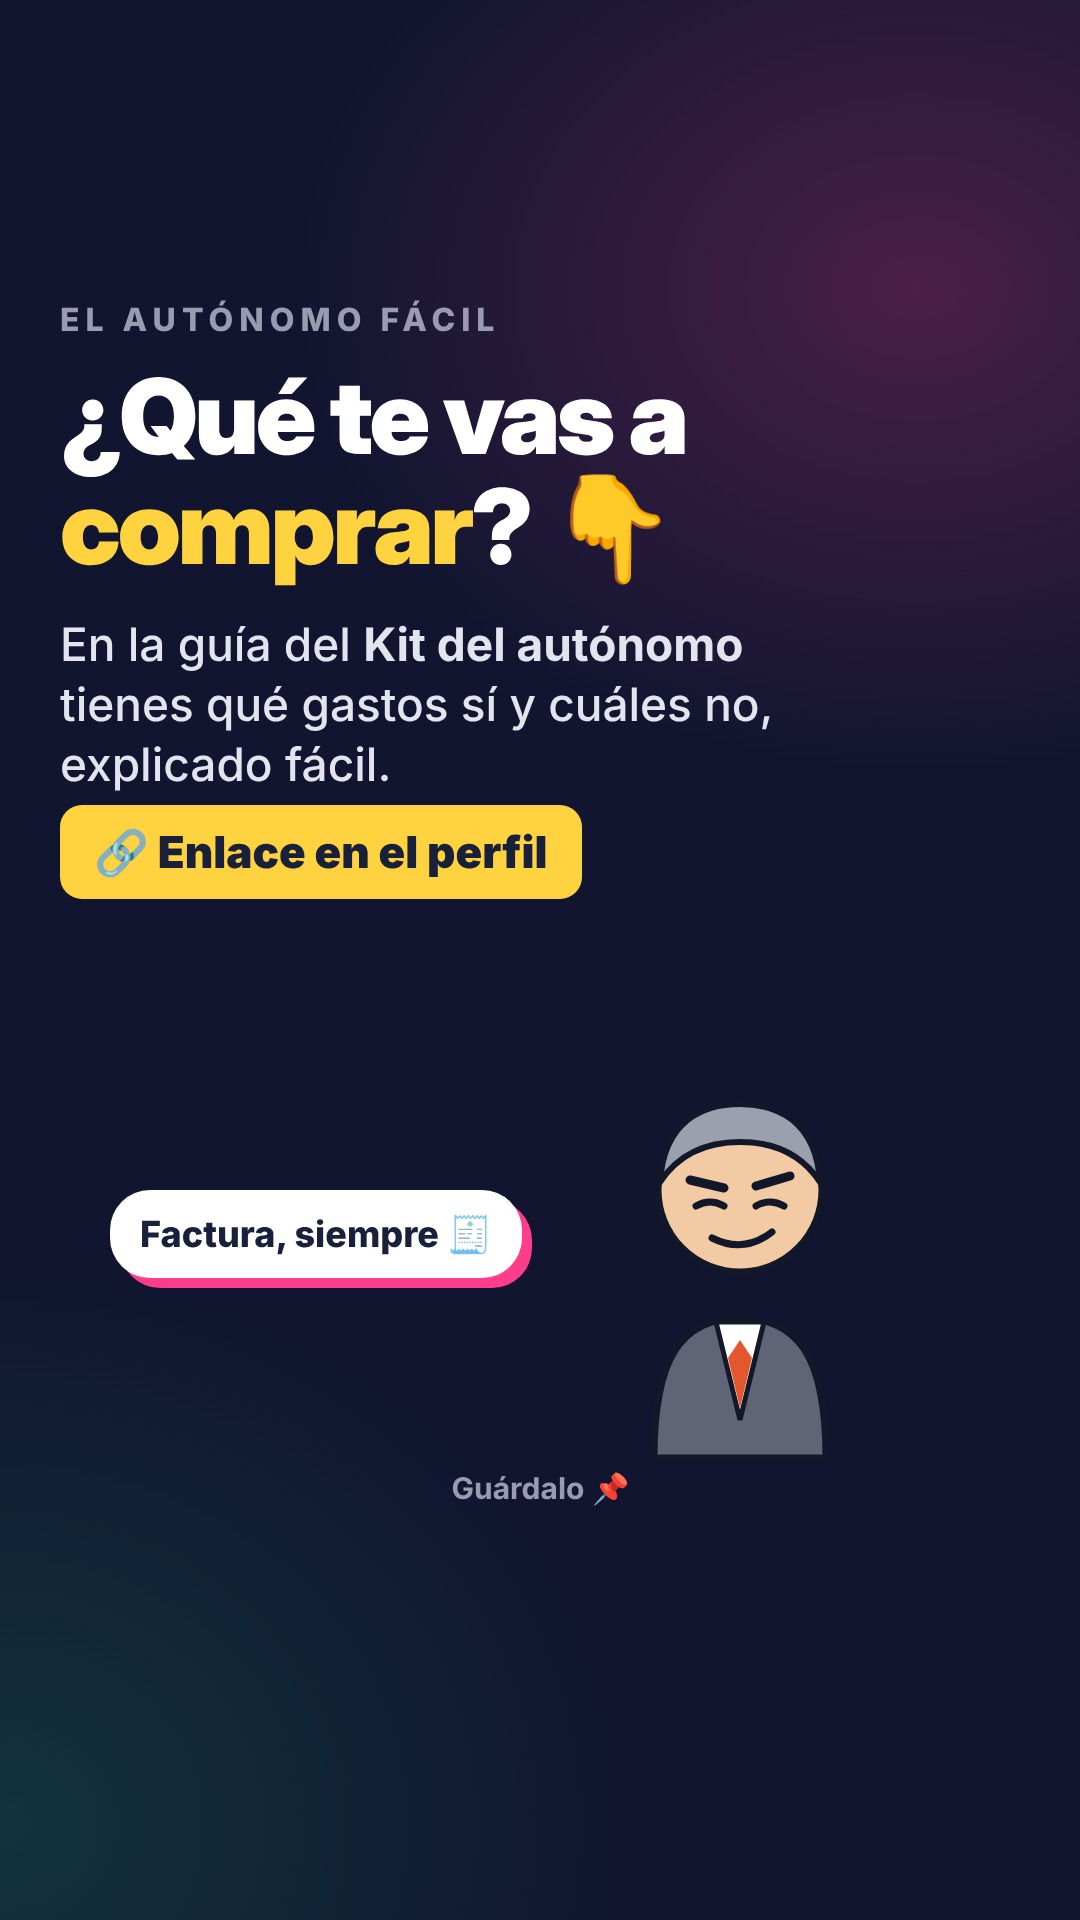 EL AUTÓNOMO FÁCIL
¿Qué te vas a
comprar? 👇
En la guía del Kit del autónomo
tienes qué gastos sí y cuáles no,
explicado fácil.
🔗 Enlace en el perfil
Factura, siempre 🧾
Guárdalo 📌